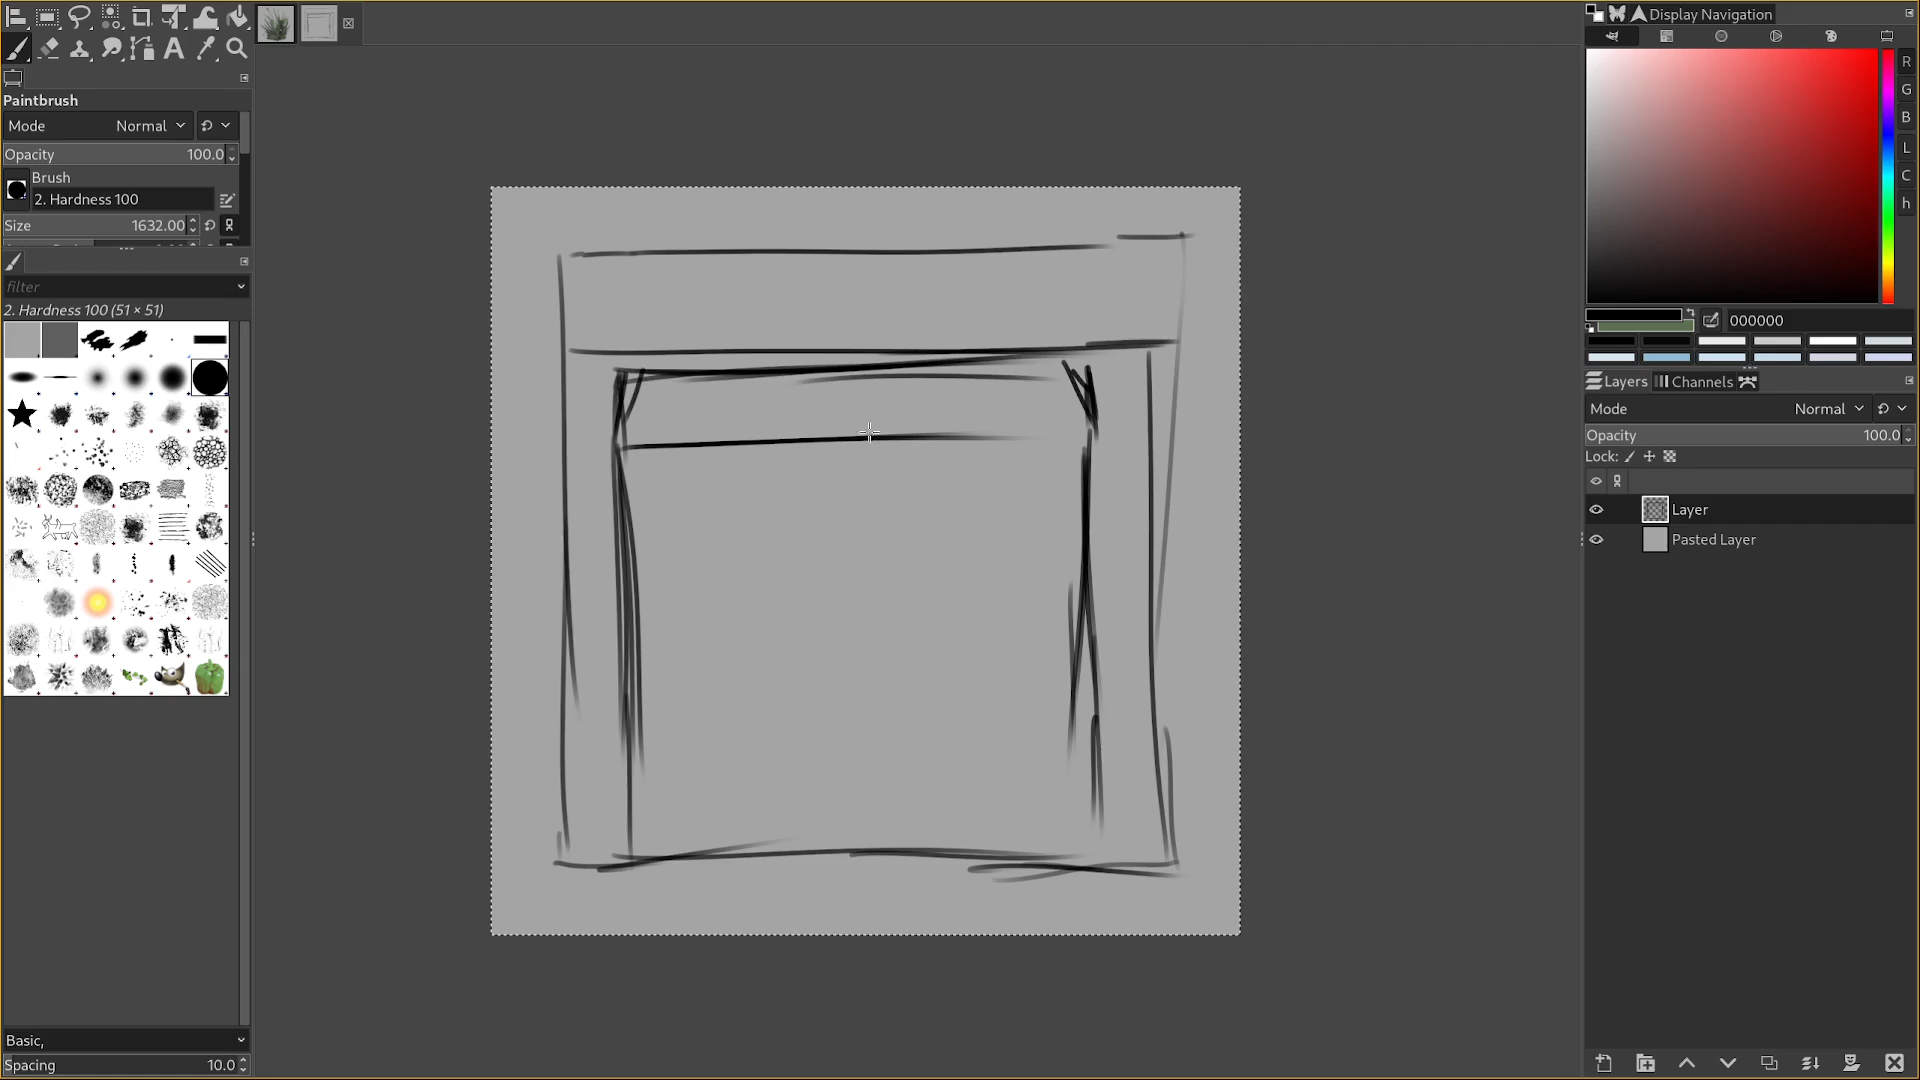 Paintbrush
Mode Normal
Opacity 100.0
Brush
2. Hardness 100
Size 1632.00
filter
2. Hardness 100 (51 × 51)
Basic,
Spacing 10.0
Display Navigation
R
G
B
L
C
h
000000
Layers Channels
Mode Normal
Opacity 100.0
Lock:
Layer
Pasted Layer